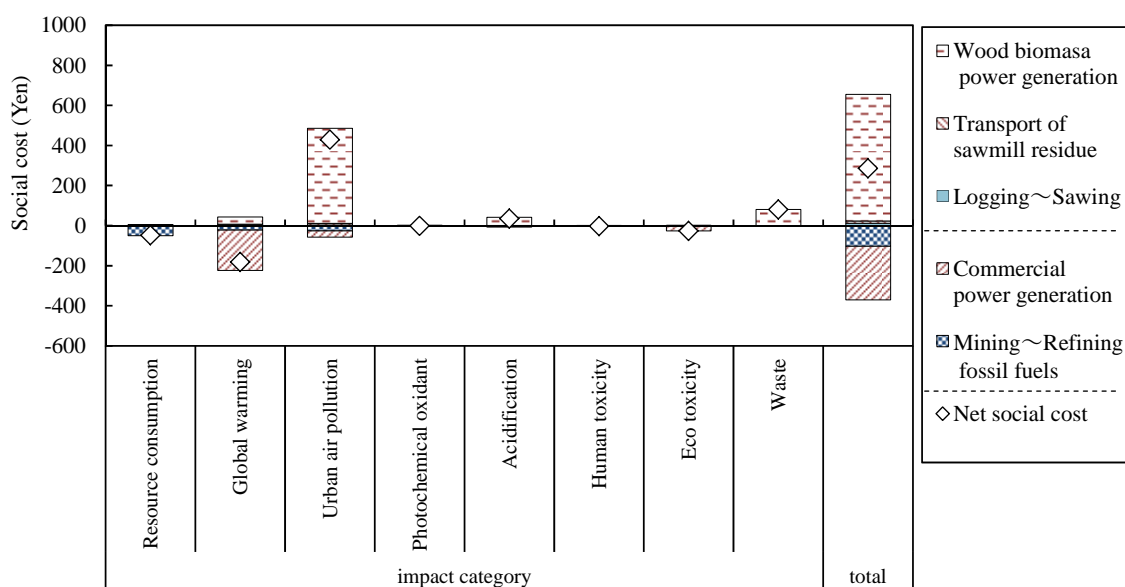 1000
800
600
400
200
0
-200
-400
-600
Social cost (Yen)
Resource consumption
Global warming
Urban air pollution
Photochemical oxidant
Acidification
Human toxicity
Eco toxicity
Waste
impact category
total
Wood biomasa
power generation
Transport of
sawmill residue
Logging～Sawing
Commercial
power generation
Mining～Refining
fossil fuels
Net social cost